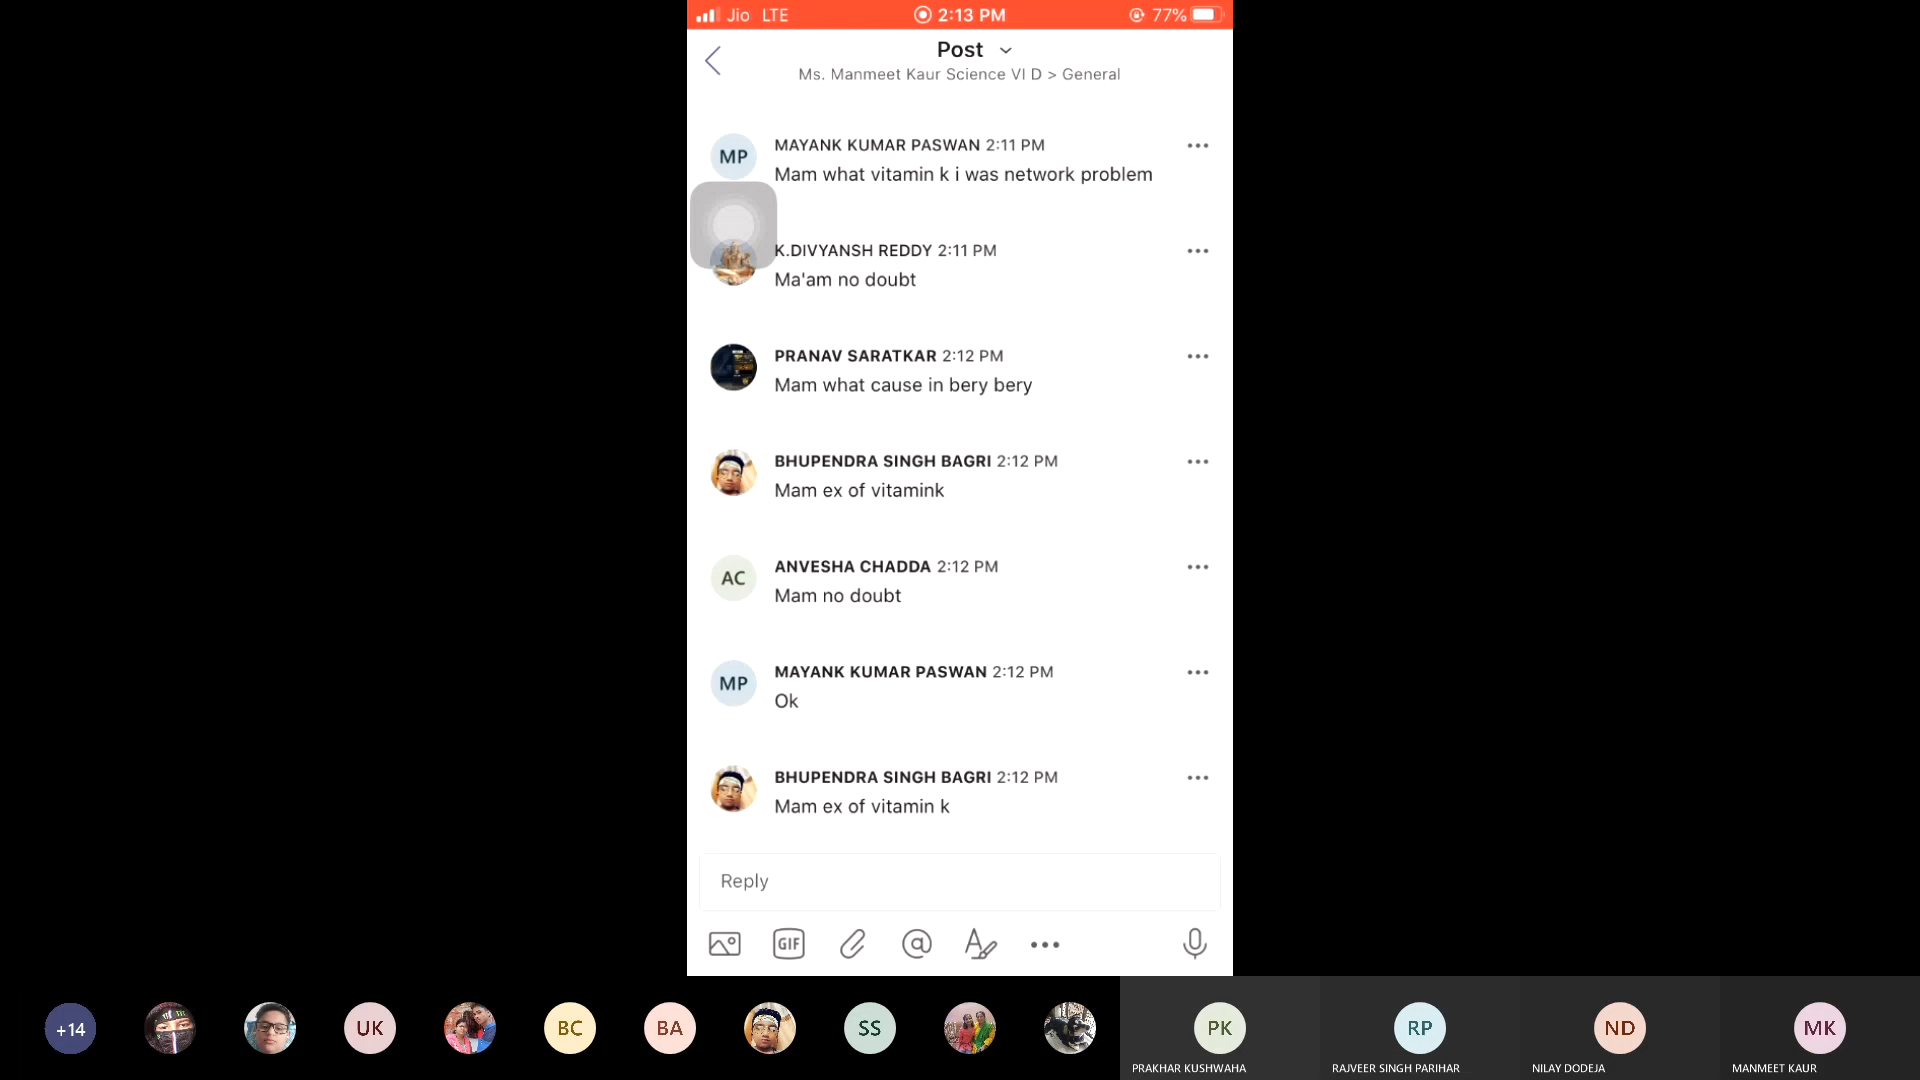 Jio LTE 2:13 PM 77%
Post
Ms. Manmeet Kaur Science VI D > General
MP
MAYANK KUMAR PASWAN 2:11 PM
Mam what vitamin k i was network problem
K.DIVYANSH REDDY 2:11 PM
Ma'am no doubt
PRANAV SARATKAR 2:12 PM
Mam what cause in bery bery
BHUPENDRA SINGH BAGRI 2:12 PM
Mam ex of vitamink
AC
ANVESHA CHADDA 2:12 PM
Mam no doubt
MP
MAYANK KUMAR PASWAN 2:12 PM
Ok
BHUPENDRA SINGH BAGRI 2:12 PM
Mam ex of vitamin k
Reply
GIF
+14 UK BC BA SS PK RP ND MK
PRAKHAR KUSHWAHA RAJVEER SINGH PARIHAR NILAY DODEJA MANMEET KAUR